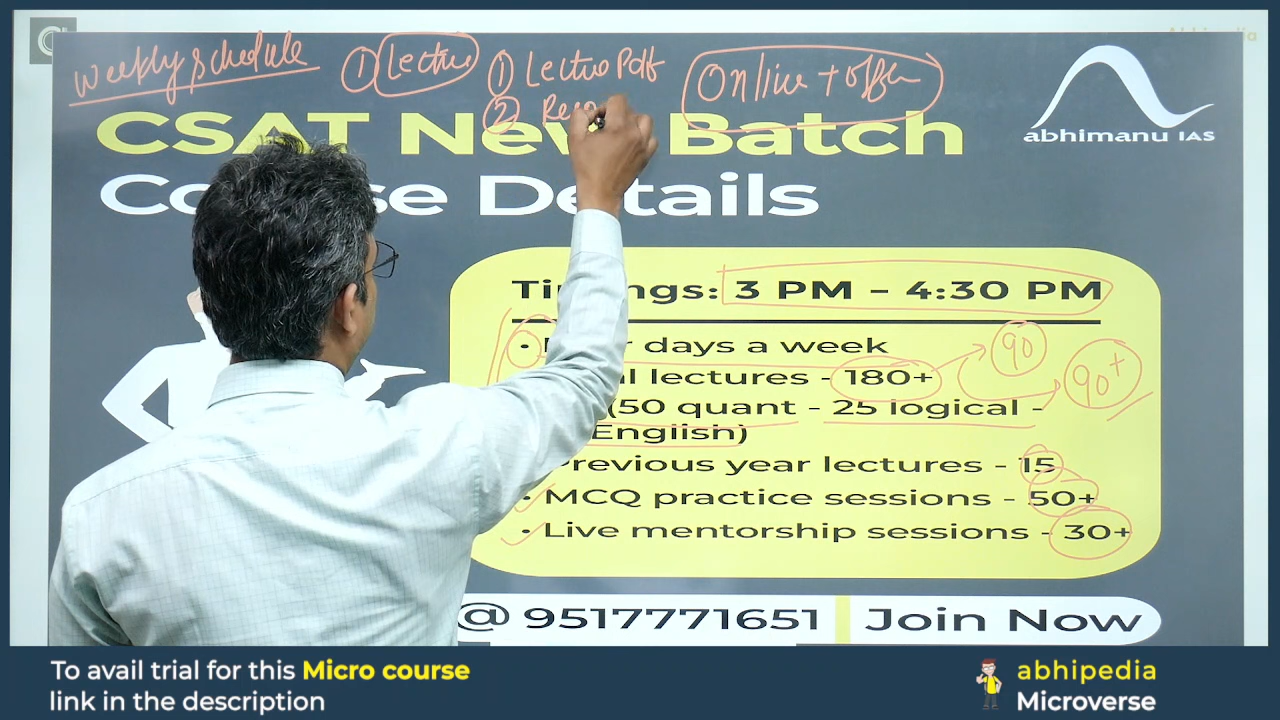 Weekly schedule ① Lecture ① Lecture Pdf Online + offline
②
CSAT New Batch
Course Details
abhimanu IAS
Timings: 3 PM - 4:30 PM
days a week
lectures - 180+ 90 90+
(50 quant - 25 logical -
English)
Previous year lectures - 15
• MCQ practice sessions - 50+
• Live mentorship sessions - 30+
@ 9517771651 Join Now
To avail trial for this Micro course
link in the description
abhipedia
Microverse